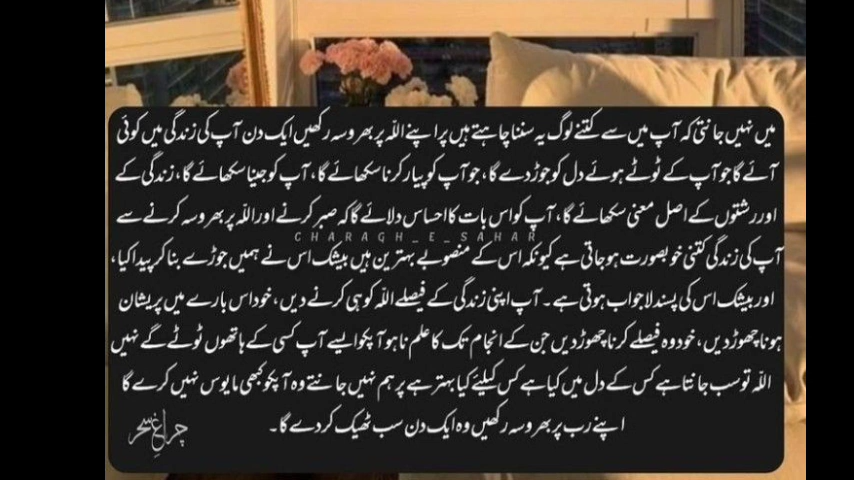 میں نہیں جانتی کہ آپ میں سے کتنے لوگ یہ سننا چاہتے ہیں پر اپنے اللّہ پر بھروسہ رکھیں ایک دن آپ کی زندگی میں کوئی
آئے گا جو آپ کے ٹوٹے ہوئے دل کو جوڑ دے گا، جو آپ کو پیار کرنا سکھائے گا، آپ کو جینا سکھائے گا، زندگی کے
اور رشتوں کے اصل معنی سکھائے گا، آپ کو اس بات کا احساس دلائے گا کہ صبر کرنے اور اللّہ پر بھروسہ کرنے سے
CHARAGH_E_SAHAR
آپ کی زندگی کتنی خوبصورت ہو جاتی ہے کیونکہ اس کے منصوبے بہترین ہیں بیشک اس نے ہمیں جوڑے بنا کر پیدا کیا،
اور بیشک اس کی پسند لاجواب ہوتی ہے۔ آپ اپنی زندگی کے فیصلے اللّہ کو ہی کرنے دیں، خود اس بارے میں پریشان
ہونا چھوڑ دیں، خود وہ فیصلے کرنا چھوڑ دیں جن کے انجام تک کا علم نا ہو آپکو ایسے آپ کسی کے ہاتھوں ٹوٹے گے نہیں
اللّہ تو سب جانتا ہے کس کے دل میں کیا ہے کس کیلئے کیا بہتر ہے پر ہم نہیں جانتے وہ آپکو کبھی مایوس نہیں کرے گا
اپنے رب پر بھروسہ رکھیں وہ ایک دن سب ٹھیک کر دے گا۔
چراغِ سحر